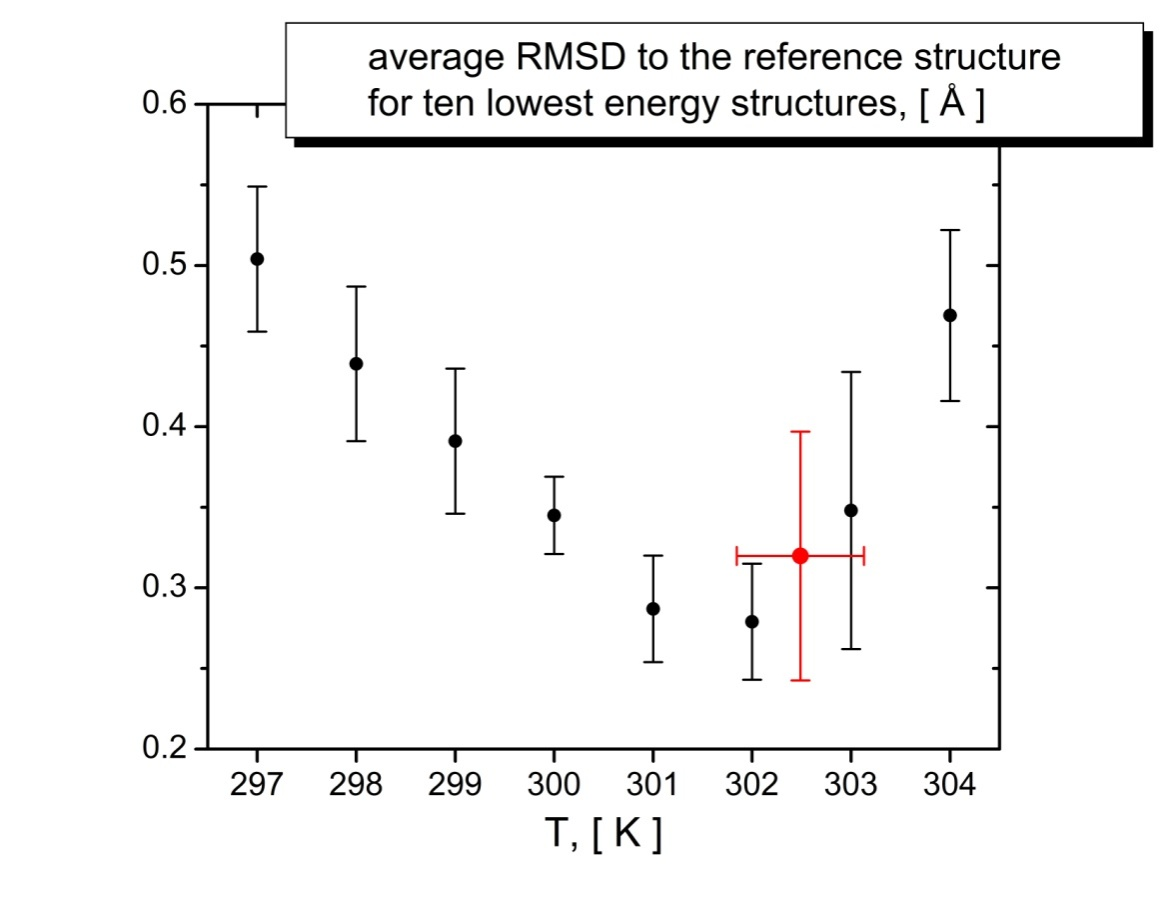 average RMSD to the reference structure
for ten lowest energy structures, [ Å ]
0.6
0.5
0.4
0.3
0.2
297 298 299 300 301 302 303 304
T, [ K ]